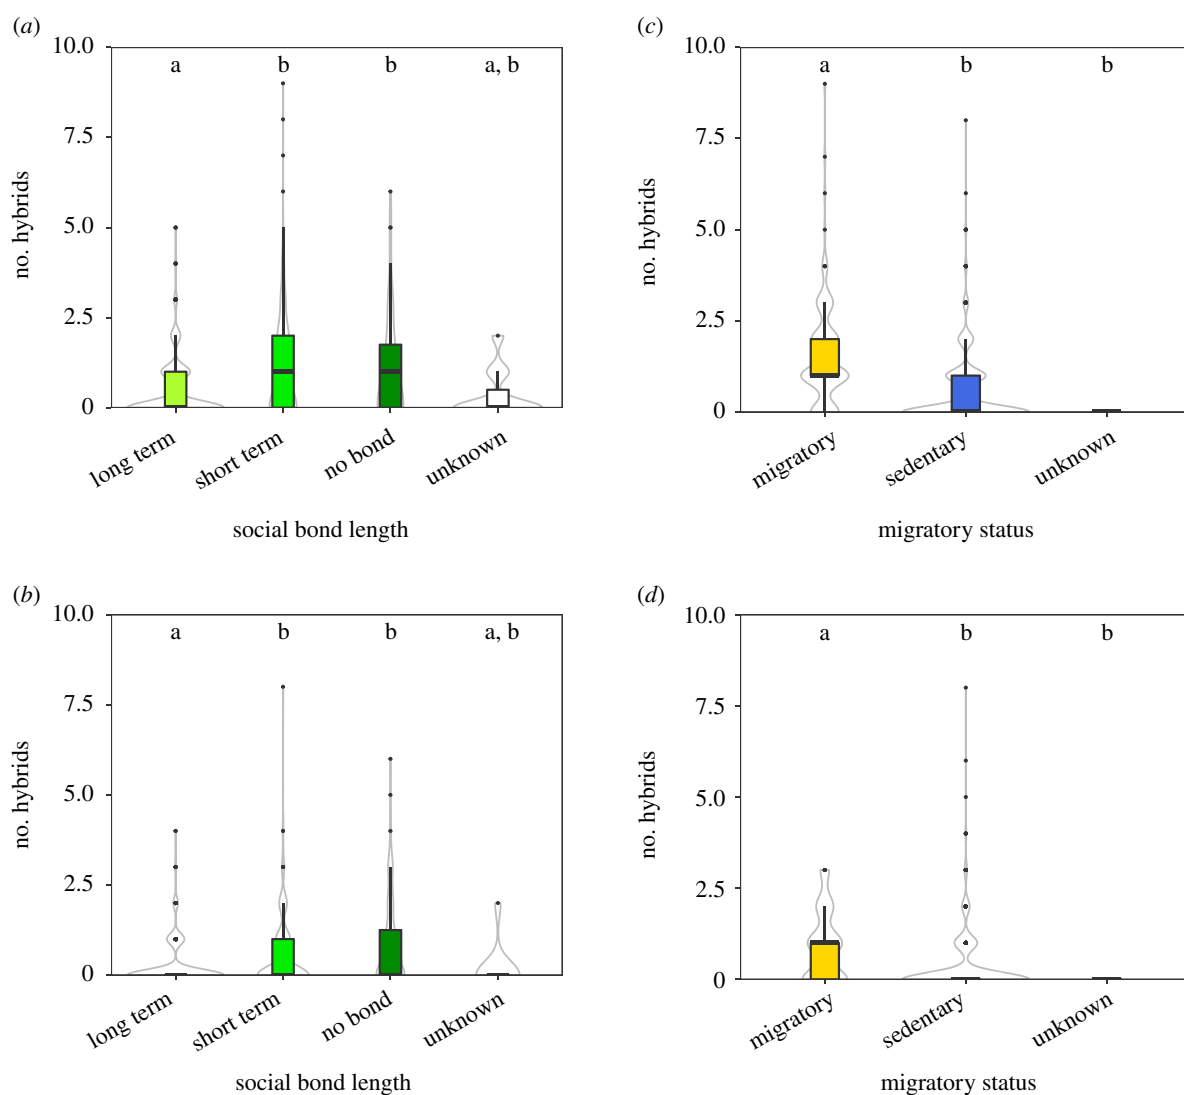 (a)
10.0
7.5
5.0
2.5
0
no. hybrids
a b b a, b
long term short term no bond unknown
social bond length
(c)
10.0
7.5
5.0
2.5
0
no. hybrids
a b b
migratory sedentary unknown
migratory status
(b)
10.0
7.5
5.0
2.5
0
no. hybrids
a b b a, b
long term short term no bond unknown
social bond length
(d)
10.0
7.5
5.0
2.5
0
no. hybrids
a b b
migratory sedentary unknown
migratory status